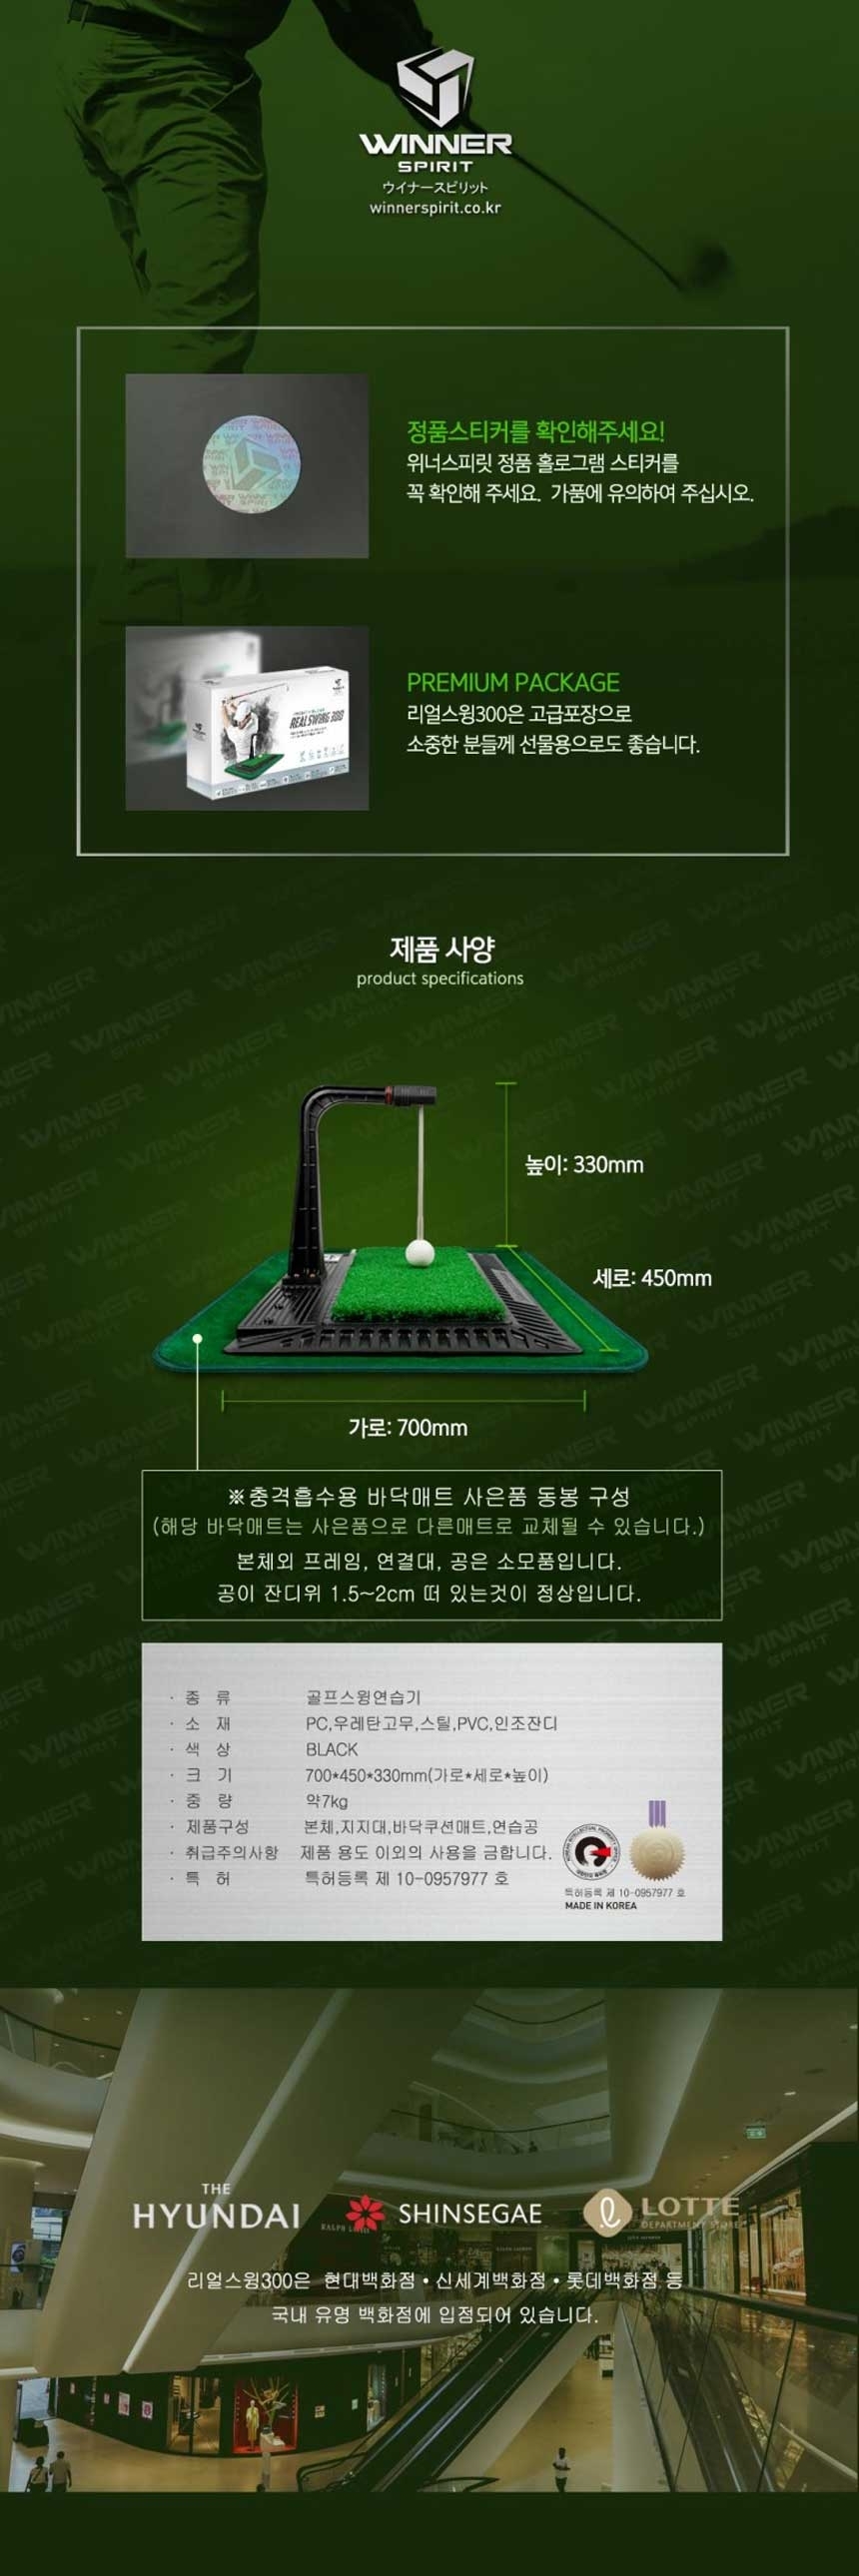 WINNER
SPIRIT
ウイナースピリット
winnerspirit.co.kr
정품스티커를 확인해주세요!
위너스피릿 정품 홀로그램 스티커를
꼭 확인해 주세요. 가품에 유의하여 주십시오.
REAL SWING 300
PREMIUM PACKAGE
리얼스윙300은 고급포장으로
소중한 분들께 선물용으로도 좋습니다.
제품 사양
product specifications
높이: 330mm
세로: 450mm
가로: 700mm
※충격흡수용 바닥매트 사은품 동봉 구성
(해당 바닥매트는 사은품으로 다른매트로 교체될 수 있습니다.)
본체외 프레임, 연결대, 공은 소모품입니다.
공이 잔디위 1.5~2cm 떠 있는것이 정상입니다.
· 종 류 골프스윙연습기
· 소 재 PC,우레탄고무,스틸,PVC,인조잔디
· 색 상 BLACK
· 크 기 700*450*330mm(가로*세로*높이)
· 중 량 약7kg
· 제품구성 본체,지지대,바닥쿠션매트,연습공
· 취급주의사항 제품 용도 이외의 사용을 금합니다.
· 특 허 특허등록 제 10-0957977 호
특허등록 제 10-0957977 호
MADE IN KOREA
THE
HYUNDAI
SHINSEGAE
LOTTE
DEPARTMENT STORE
리얼스윙300은 현대백화점 • 신세계백화점 • 롯데백화점 등
국내 유명 백화점에 입점되어 있습니다.